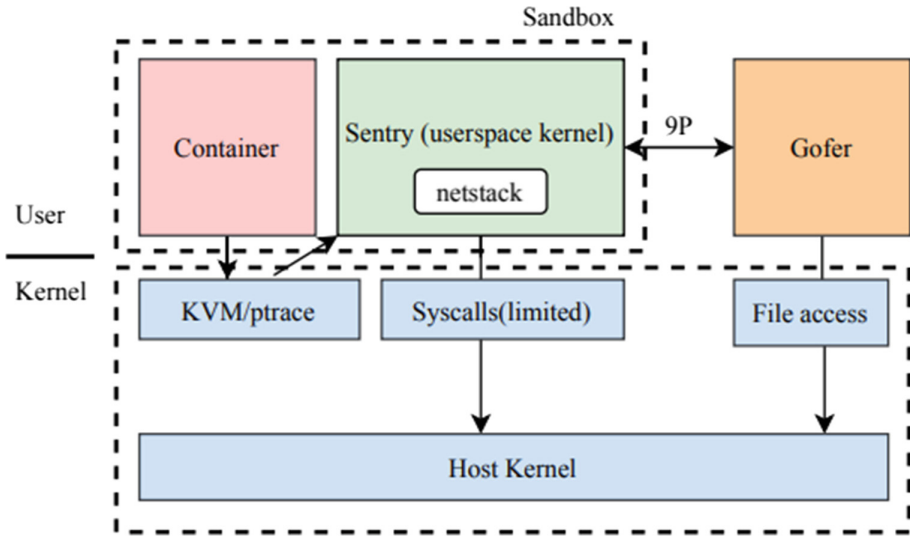 Sandbox
Container
Sentry (userspace kernel)
netstack
9P
Gofer
User
Kernel
KVM/ptrace
Syscalls(limited)
File access
Host Kernel